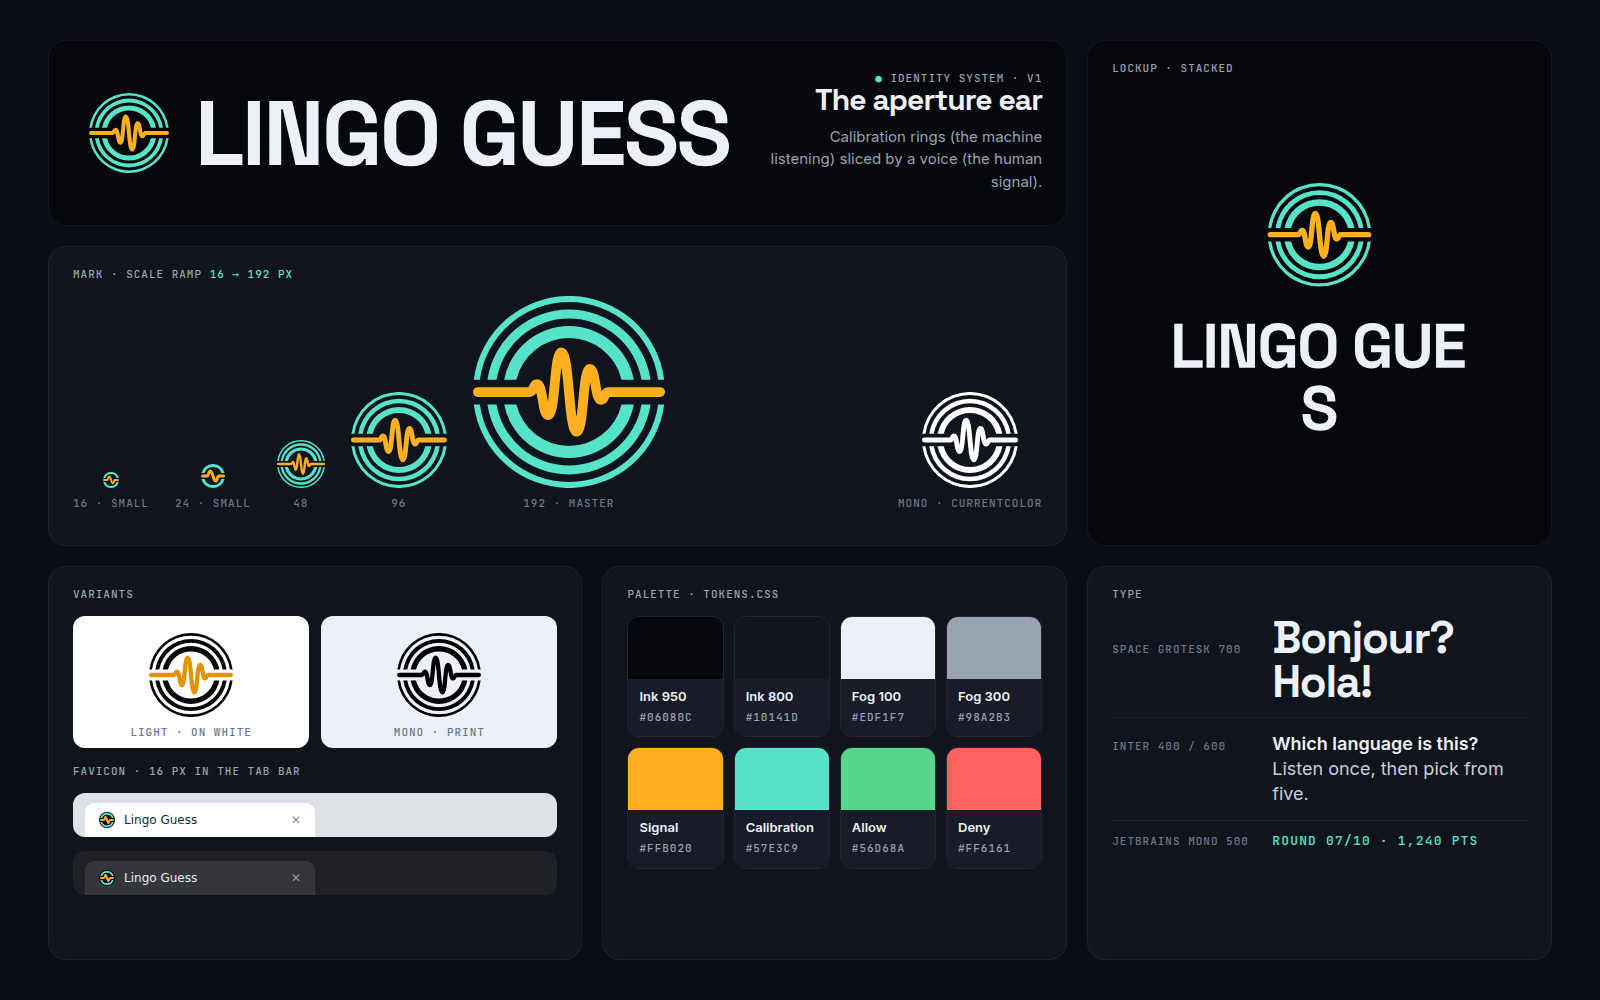 LINGO GUESS
● IDENTITY SYSTEM · V1
The aperture ear
Calibration rings (the machine
listening) sliced by a voice (the human
signal).
LOCKUP · STACKED
LINGO GUE
S
MARK · SCALE RAMP 16 → 192 PX
16 · SMALL
24 · SMALL
48
96
192 · MASTER
MONO · CURRENTCOLOR
VARIANTS
LIGHT · ON WHITE
MONO · PRINT
FAVICON · 16 PX IN THE TAB BAR
Lingo Guess ×
Lingo Guess ×
PALETTE · TOKENS.CSS
Ink 950
#06080C
Ink 800
#10141D
Fog 100
#EDF1F7
Fog 300
#98A2B3
Signal
#FFB020
Calibration
#57E3C9
Allow
#56D68A
Deny
#FF6161
TYPE
SPACE GROTESK 700
Bonjour?
Hola!
INTER 400 / 600
Which language is this?
Listen once, then pick from
five.
JETBRAINS MONO 500
ROUND 07/10 · 1,240 PTS